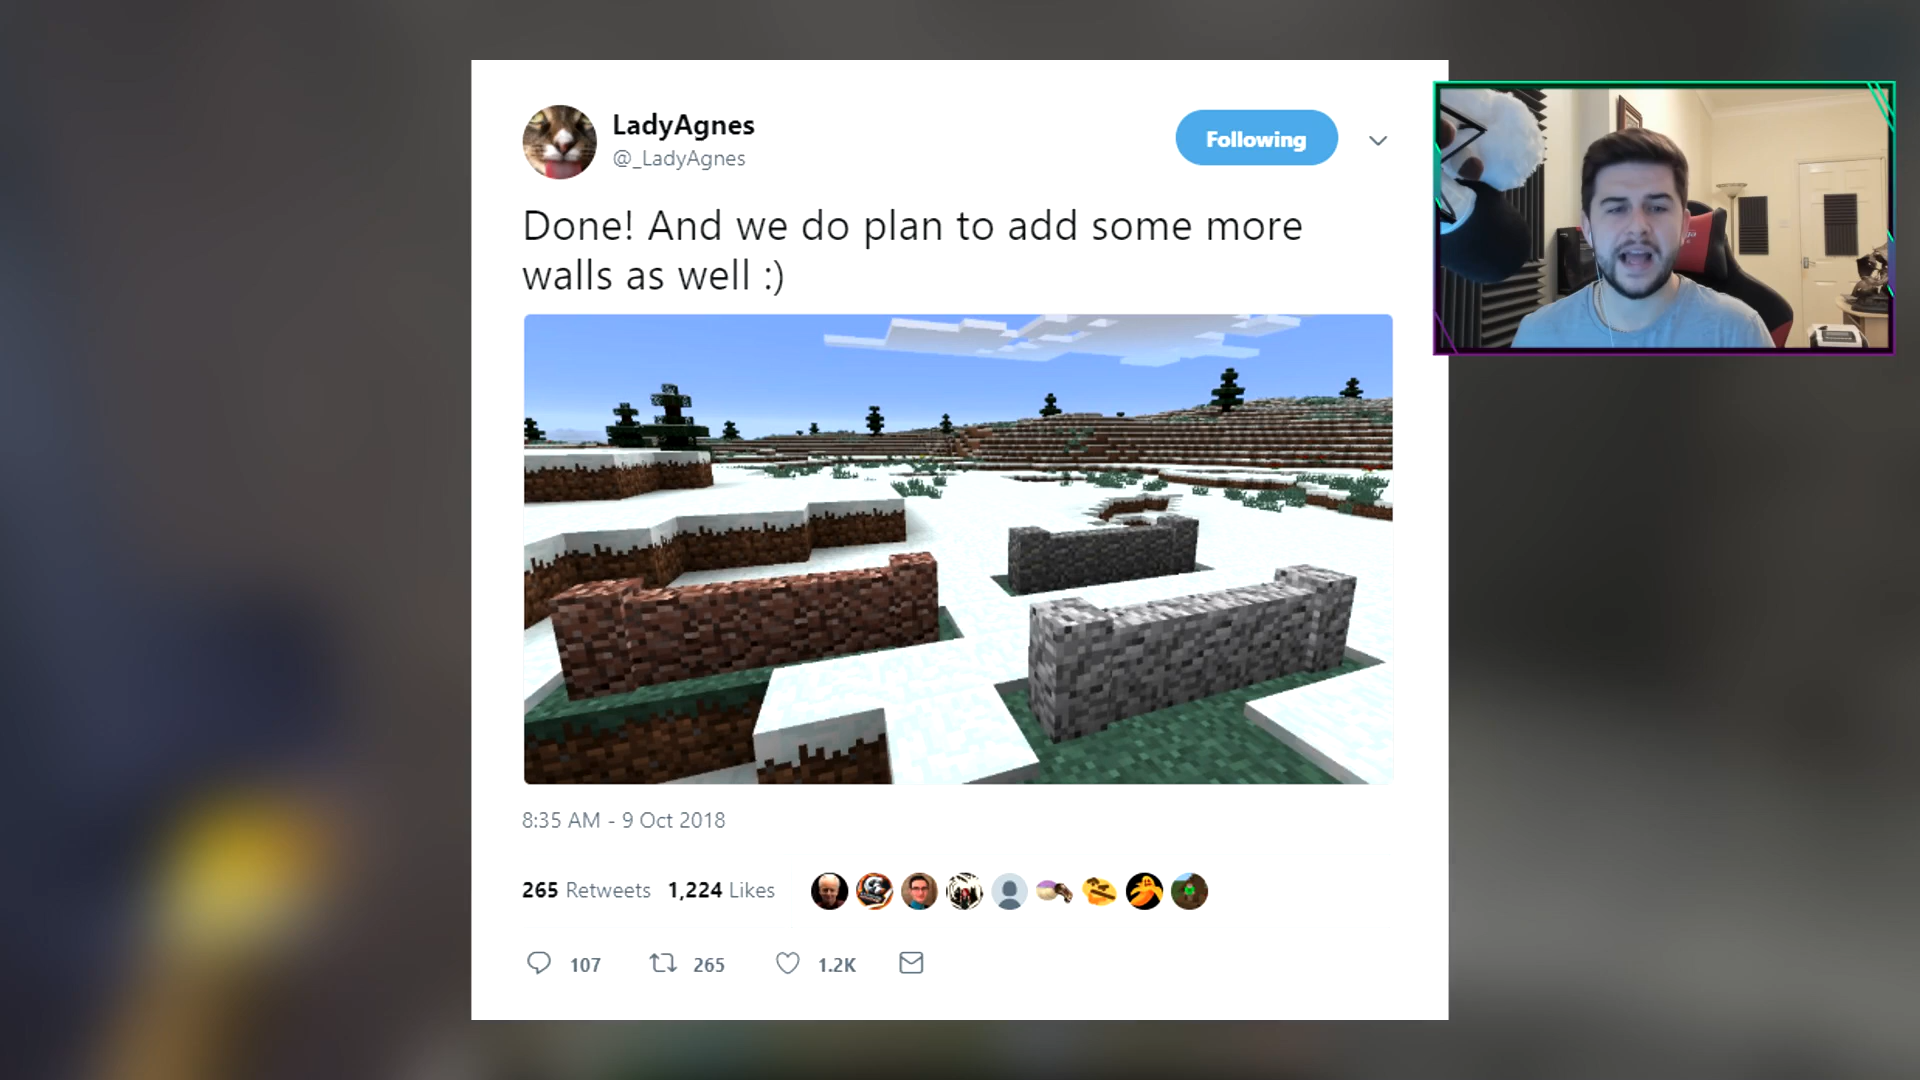 LadyAgnes
@_LadyAgnes
Following
Done! And we do plan to add some more
walls as well :)
8:35 AM - 9 Oct 2018
265 Retweets 1,224 Likes
107 265 1.2K